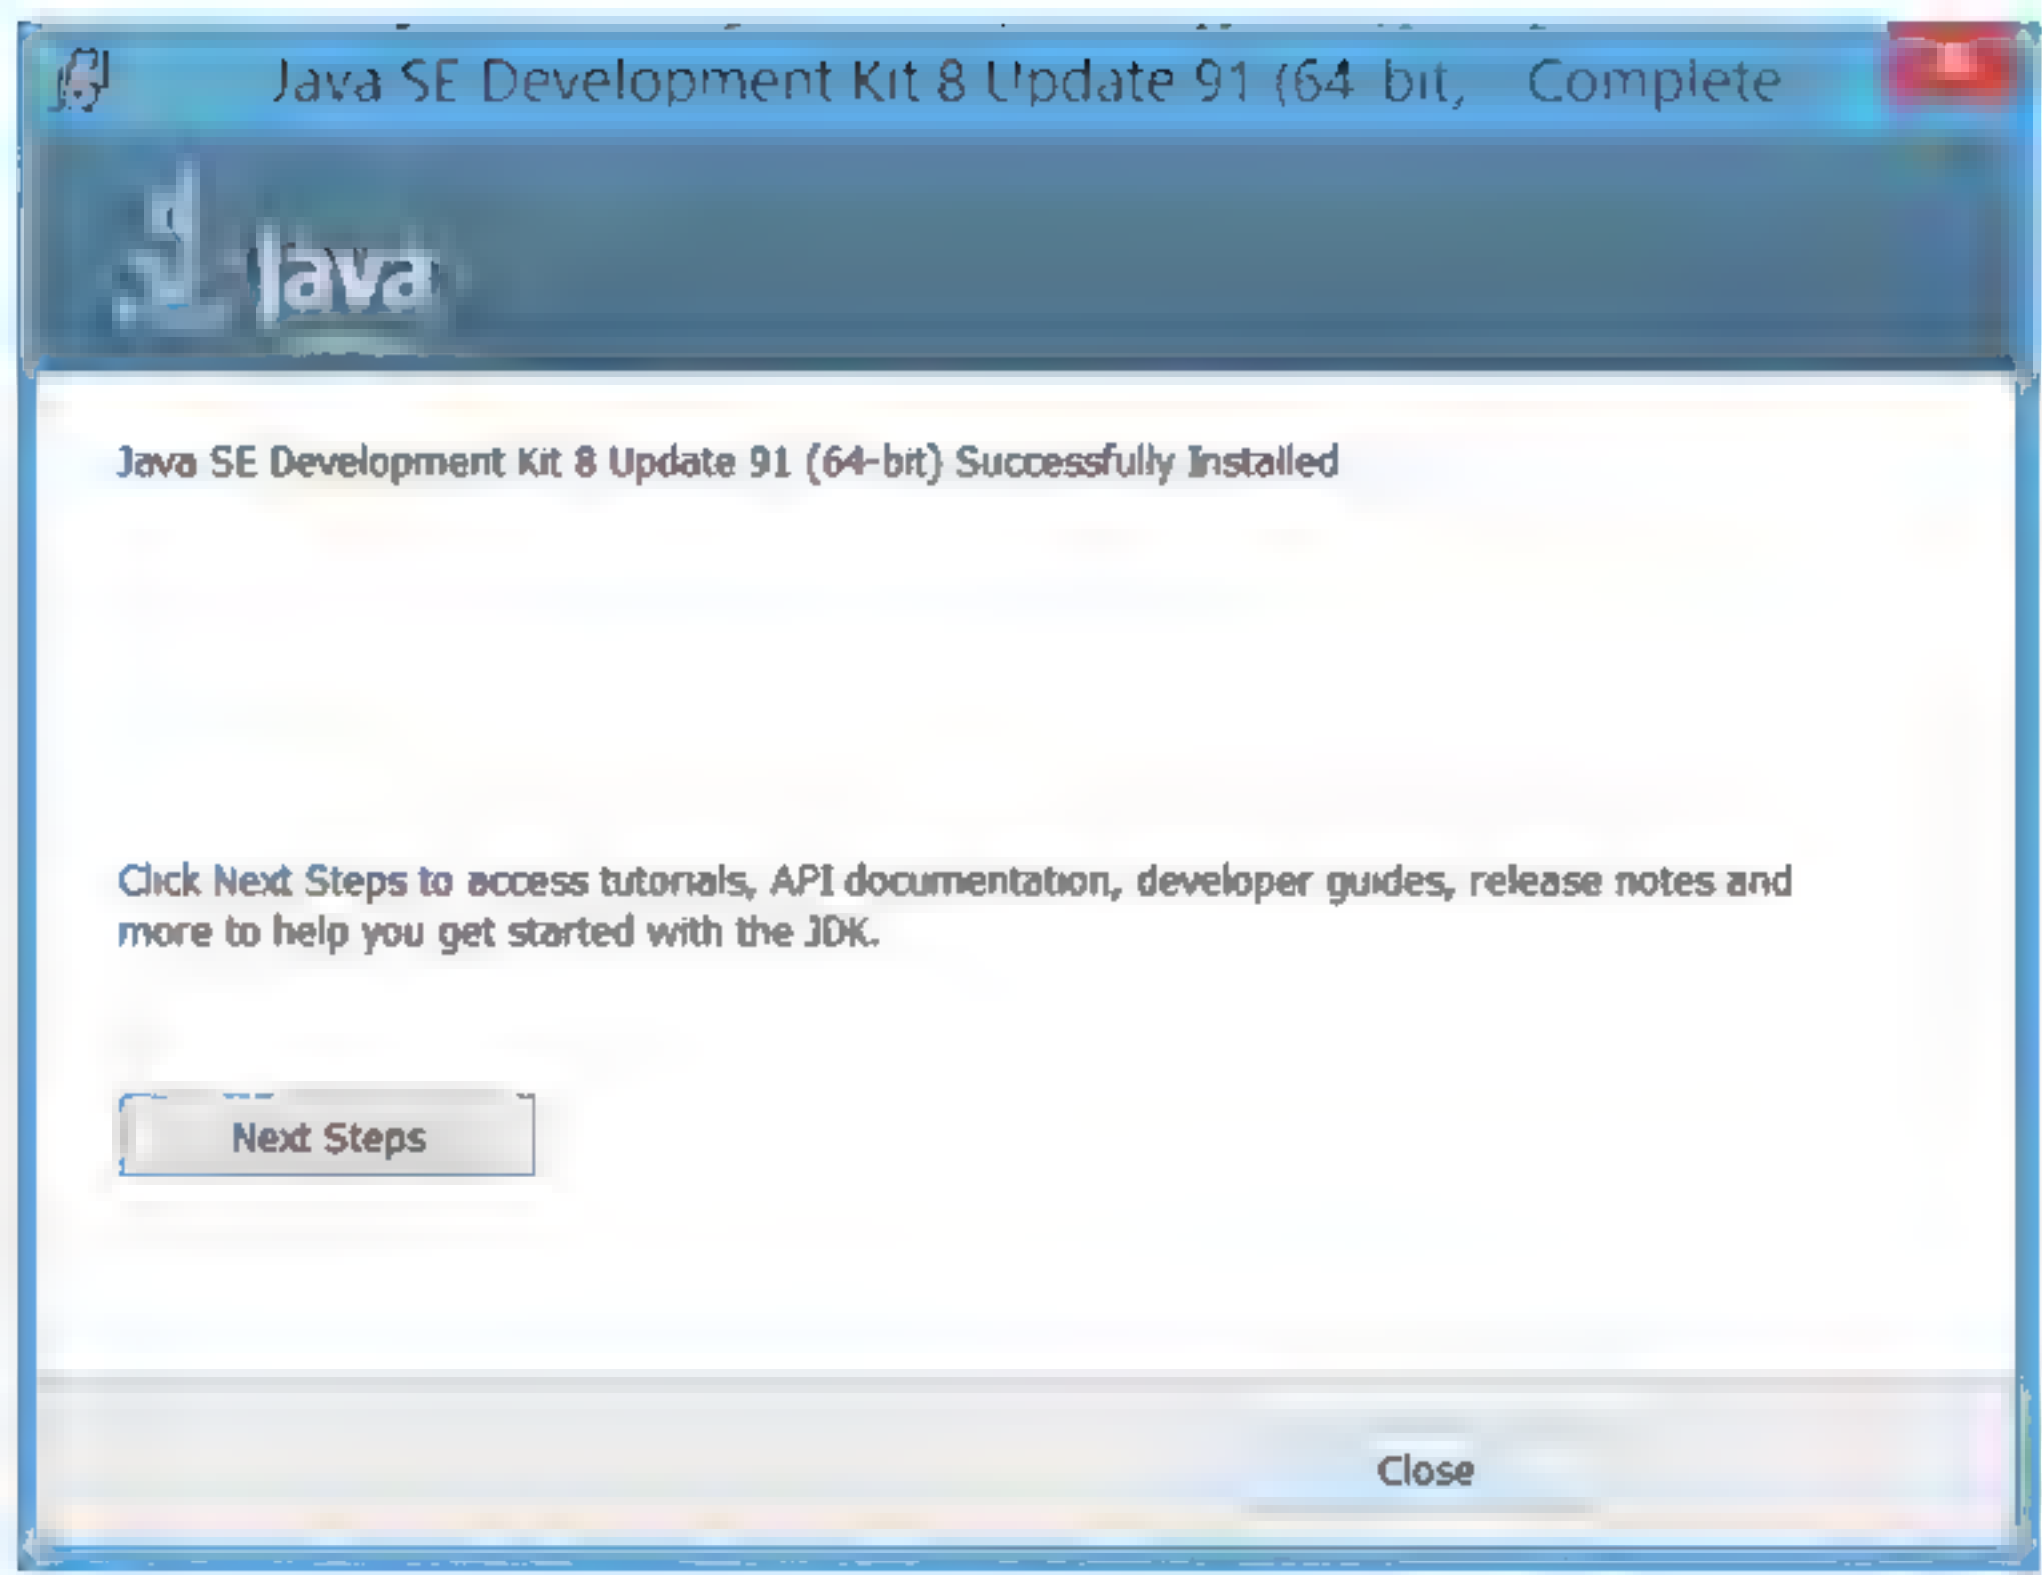 Java SE Development Kit 8 Update 91 (64 bit, Complete
Java
Java SE Development Kit 8 Update 91 (64-bit) Successfully Installed
Click Next Steps to access tutorials, API documentation, developer guides, release notes and
more to help you get started with the JDK.
Next Steps
Close